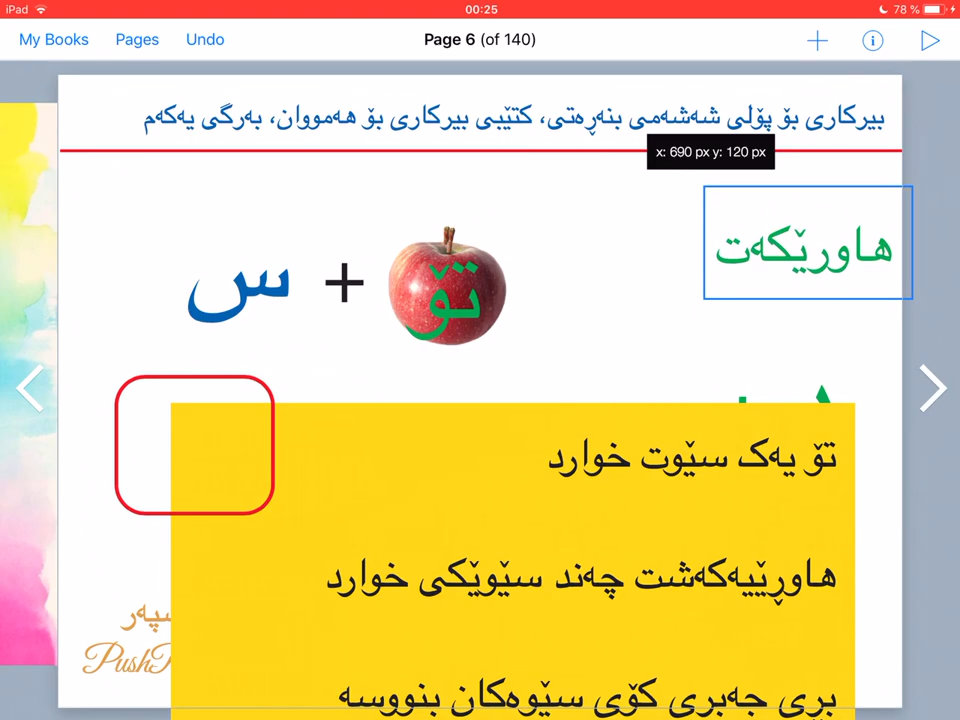 iPad 00:25 78 %
My Books Pages Undo Page 6 (of 140)
بیرکاری بۆ پۆلی شەشەمی بنەڕەتی، کتێبی بیرکاری بۆ هەمووان، بەرگی یەکەم
x: 690 px y: 120 px
هاورێکەت
تۆ + س
تۆ یەک سێوت خوارد
هاوڕێیەکەشت چەند سێوێکی خوارد
بڕی جەبری کۆی سێوەکان بنووسە